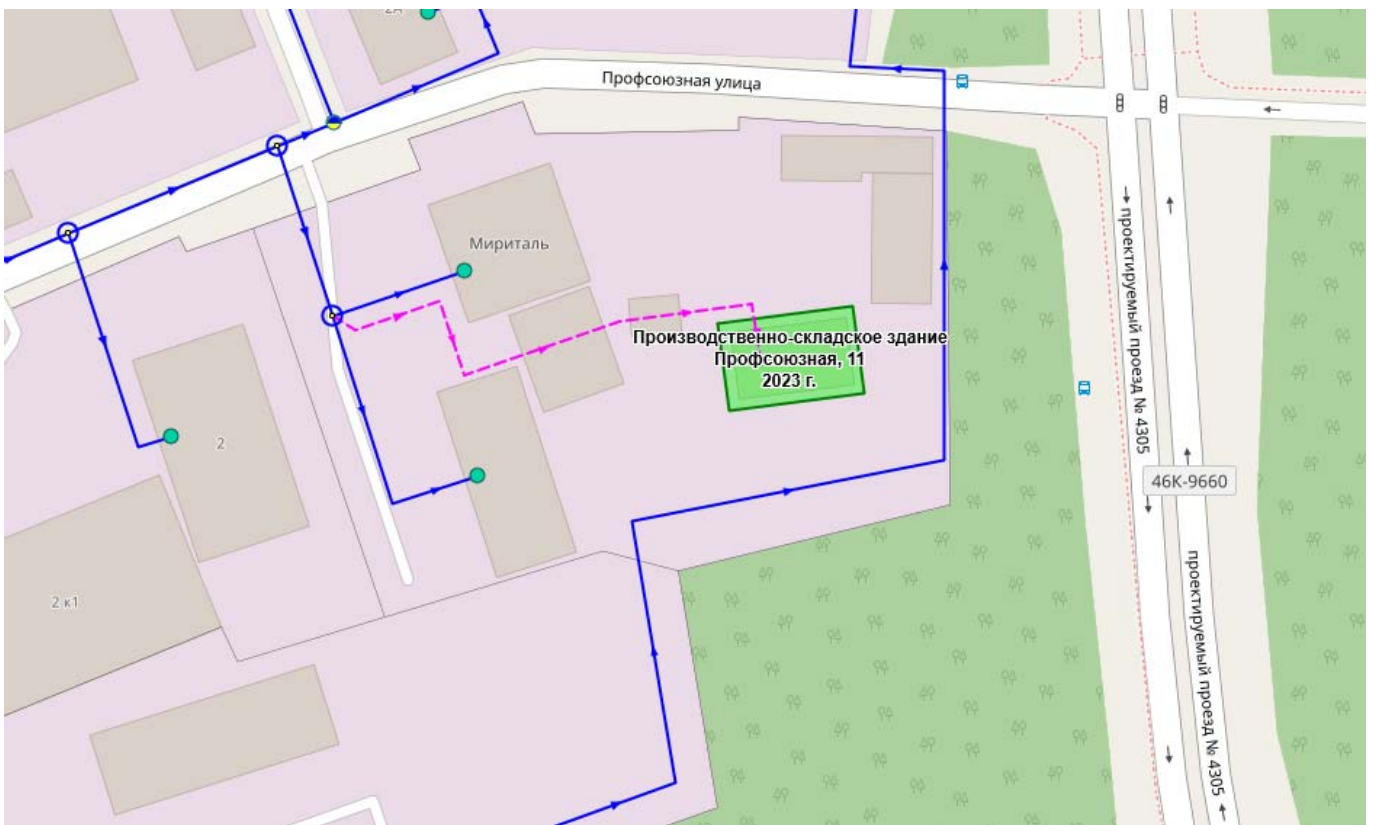 2А
Профсоюзная улица
Мириталь
Производственно-складское здание
Профсоюзная, 11
2023 г.
проектируемый проезд № 4305
2
46К-9660
2 к1
проектируемый проезд № 4305